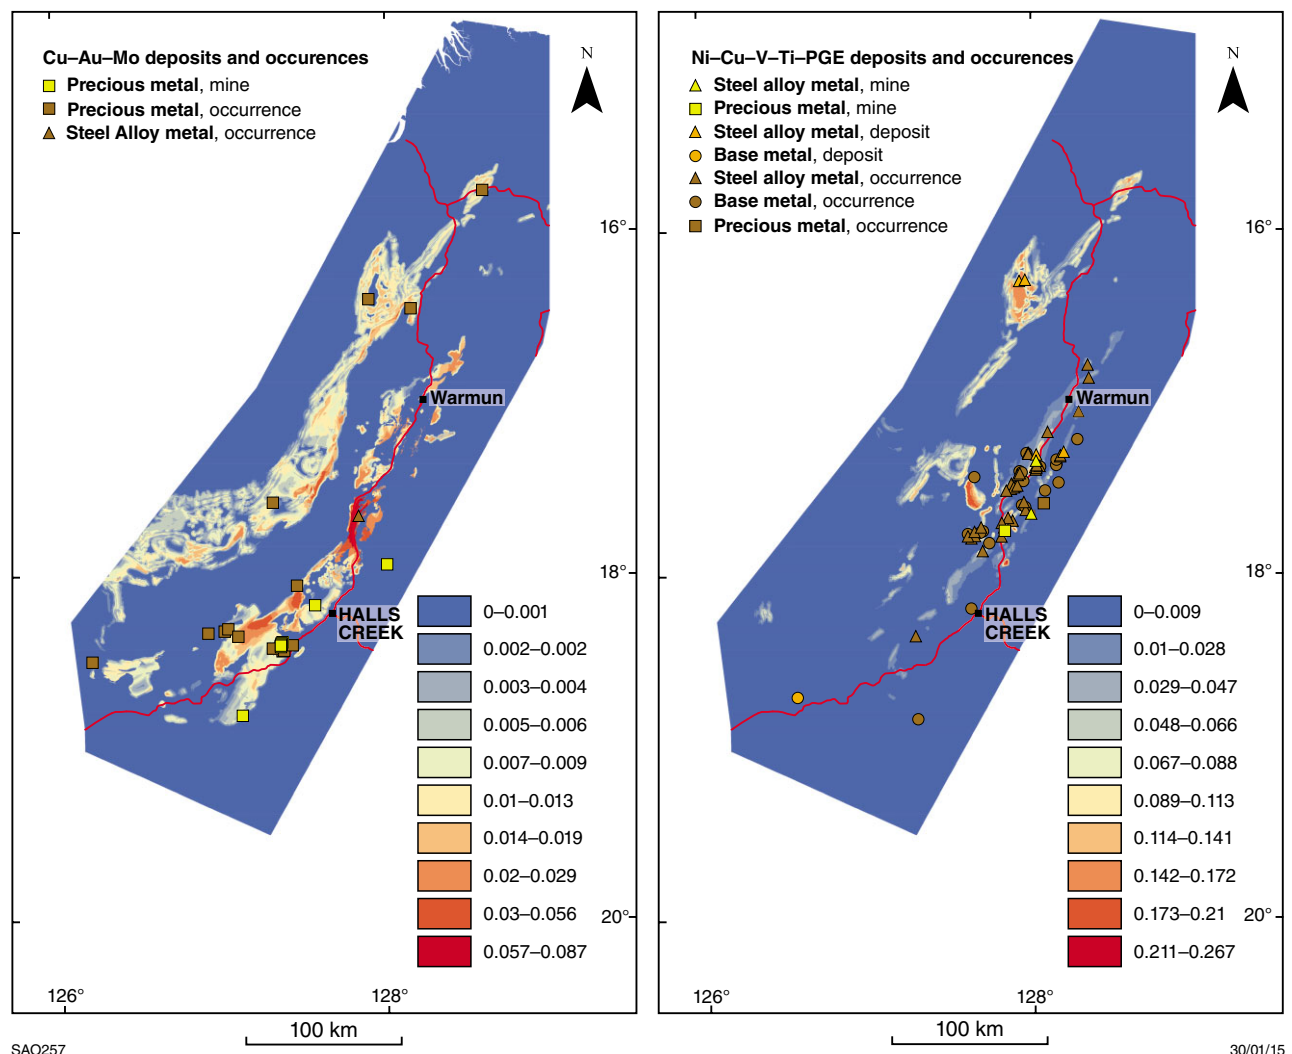 Cu–Au–Mo deposits and occurences
Precious metal, mine
Precious metal, occurrence
Steel Alloy metal, occurrence
N
16°
Warmun
18°
HALLS
CREEK
0–0.001
0.002–0.002
0.003–0.004
0.005–0.006
0.007–0.009
0.01–0.013
0.014–0.019
0.02–0.029
0.03–0.056
0.057–0.087
20°
126°
128°
100 km
SAO257
Ni–Cu–V–Ti–PGE deposits and occurences
Steel alloy metal, mine
Precious metal, mine
Steel alloy metal, deposit
Base metal, deposit
Steel alloy metal, occurrence
Base metal, occurrence
Precious metal, occurrence
N
16°
Warmun
18°
HALLS
CREEK
0–0.009
0.01–0.028
0.029–0.047
0.048–0.066
0.067–0.088
0.089–0.113
0.114–0.141
0.142–0.172
0.173–0.21
0.211–0.267
20°
126°
128°
100 km
30/01/15